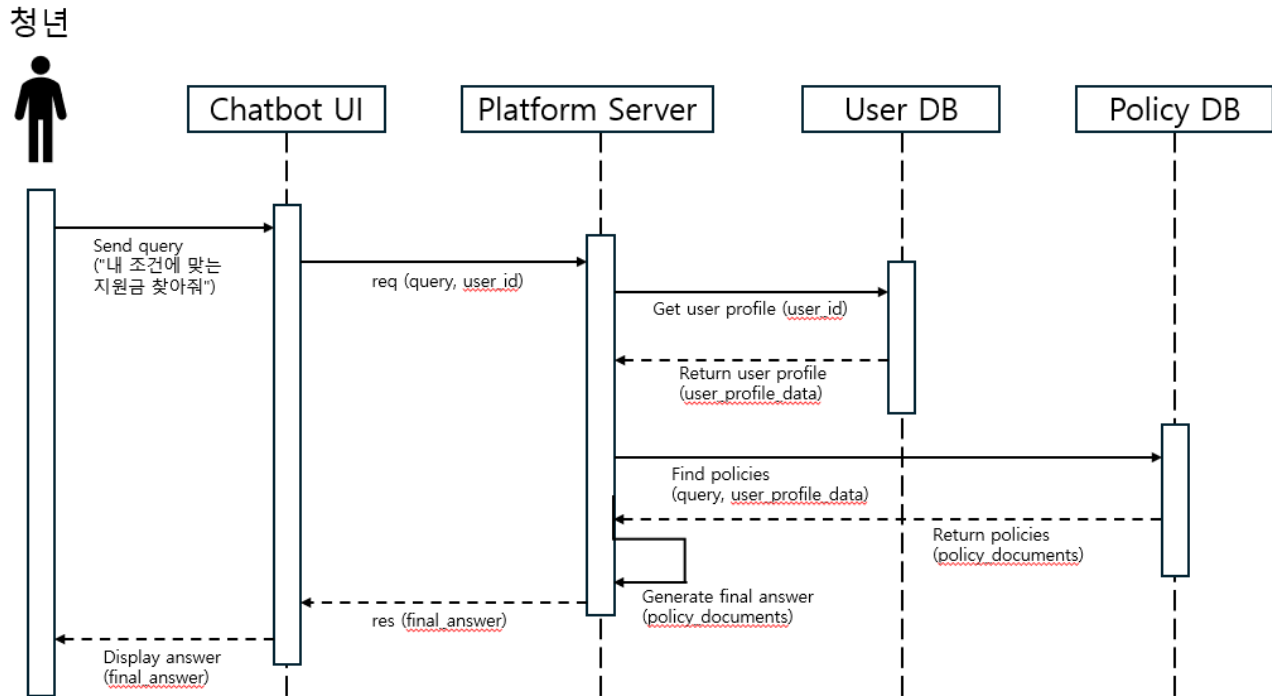 청년
Chatbot UI
Platform Server
User DB
Policy DB
Send query
("내 조건에 맞는
지원금 찾아줘")
req (query, user_id)
Get user profile (user_id)
Return user profile
(user_profile_data)
Find policies
(query, user_profile_data)
Return policies
(policy_documents)
Generate final answer
(policy_documents)
res (final_answer)
Display answer
(final_answer)